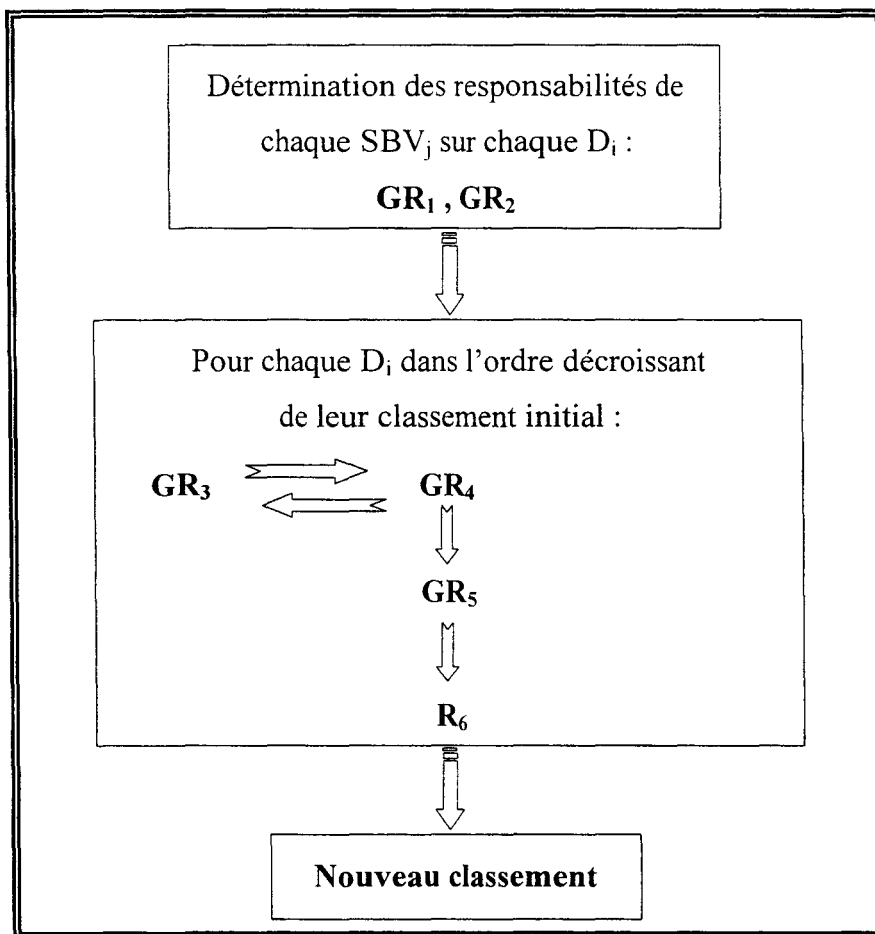 Détermination des responsabilités de
chaque SBVj sur chaque Di :
GR1 , GR2
Pour chaque Di dans l'ordre décroissant
de leur classement initial :
GR3 GR4
GR5
R6
Nouveau classement